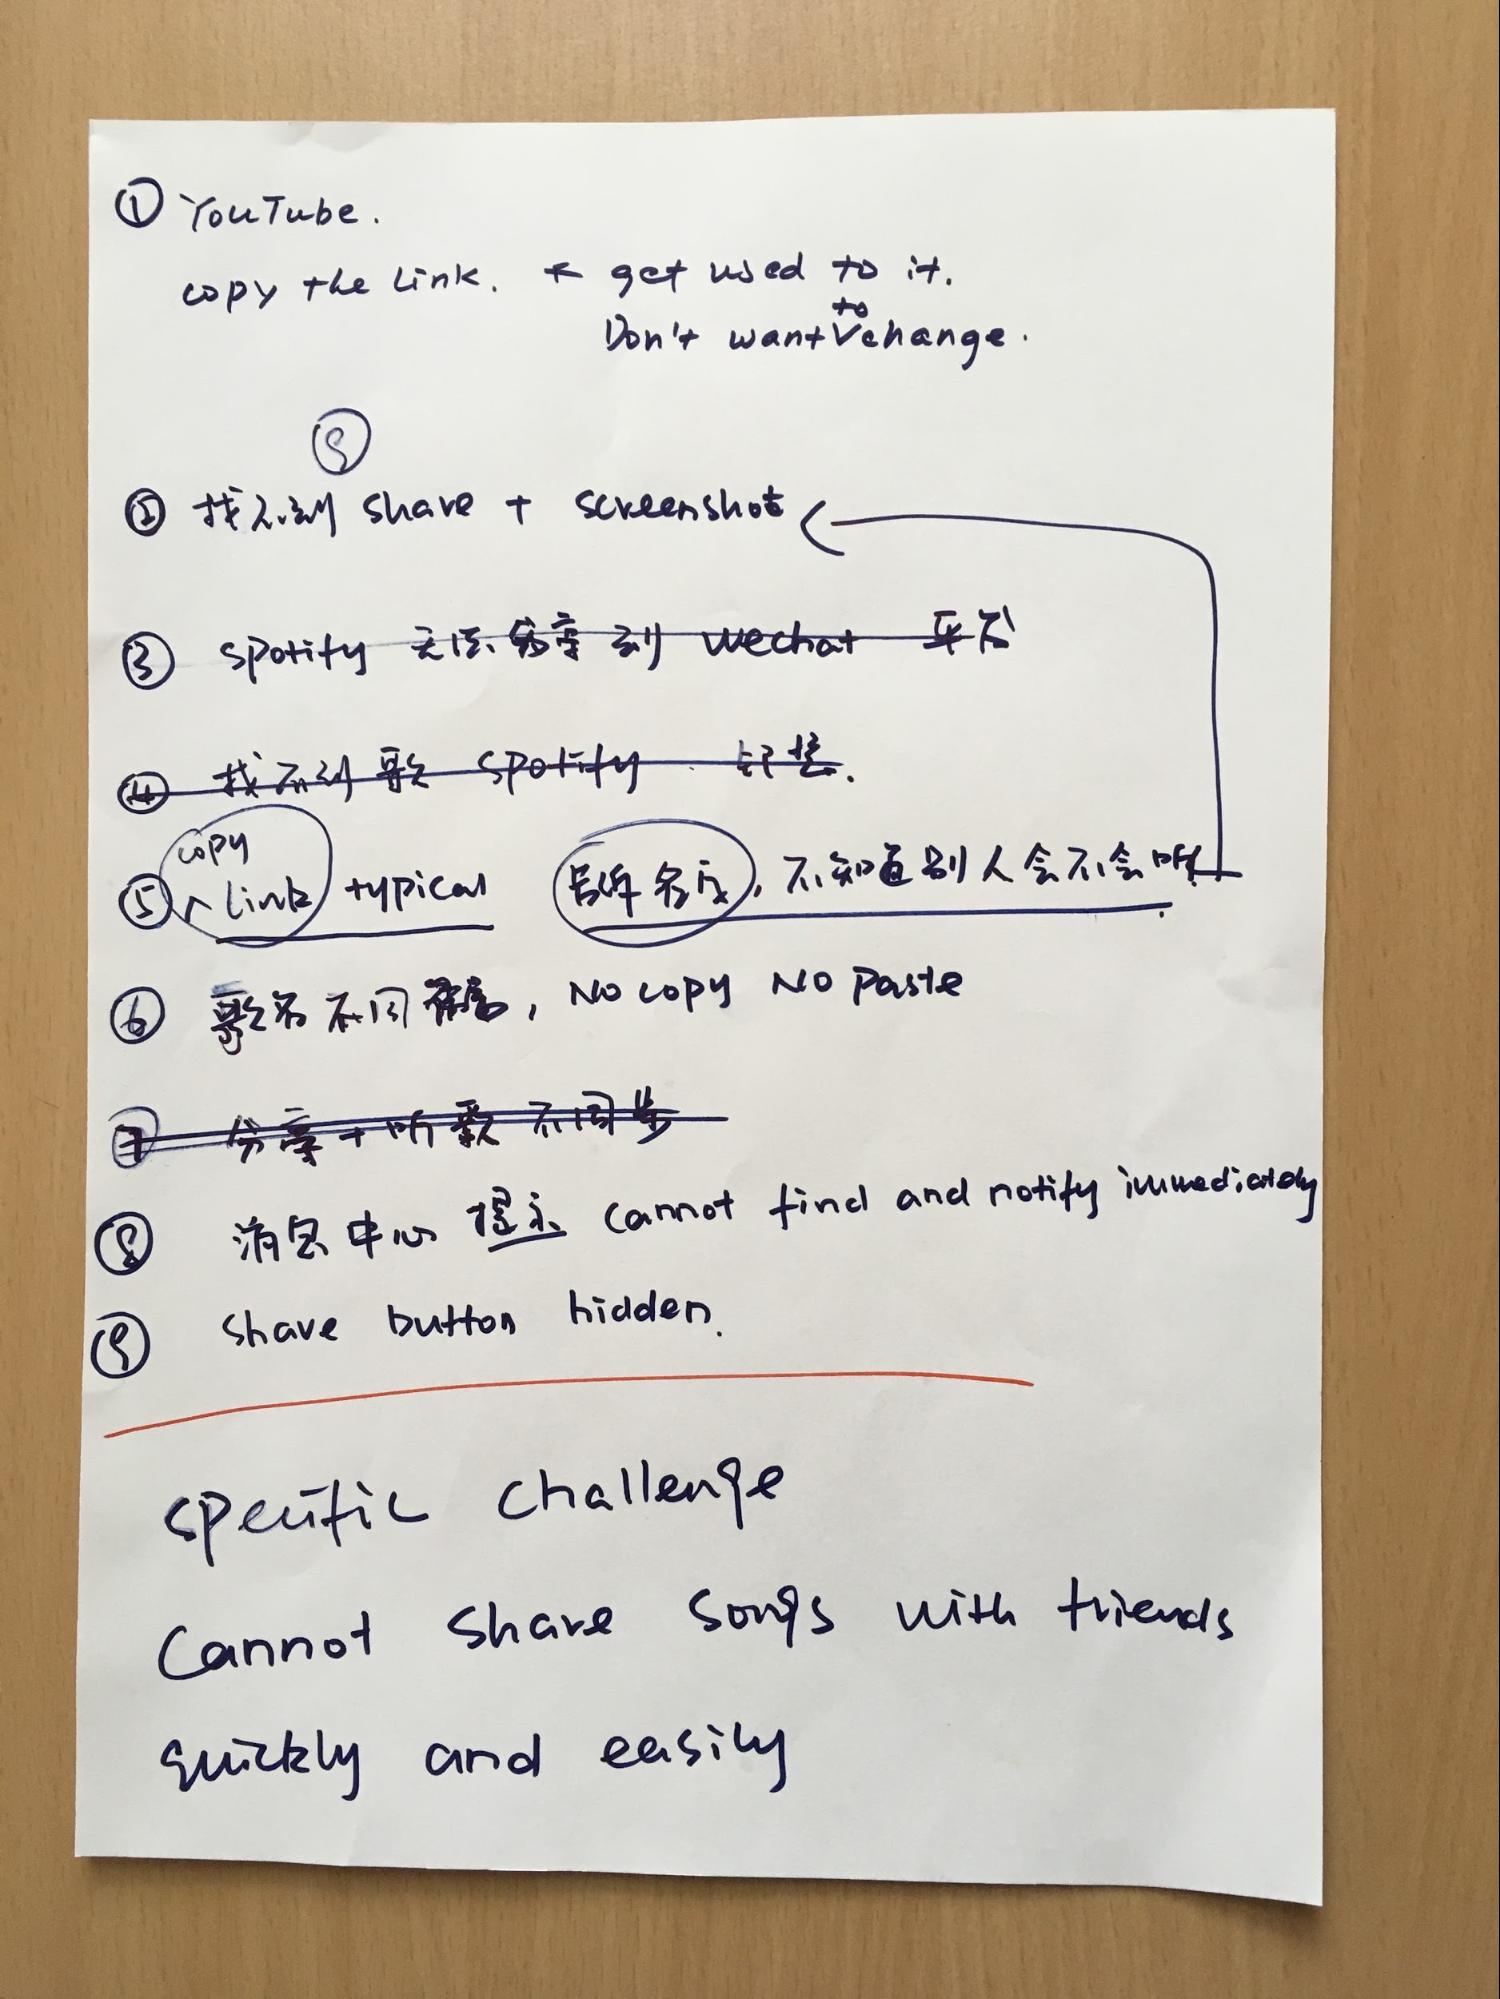 ① YouTube.
copy the link. ← get used to it.
Don't want to change.
⑨
② 找不到 share + screenshot
③ spotify 无法分享到 wechat 平台
④ 找不到歌 spotify
copy
⑤ link typical 告诉名字, 不知道别人会不会听
⑥ 歌名不同, No copy No paste
⑦ 分享+听歌不同步
⑧ 消息中心 提示 cannot find and notify immediately
⑨ share button hidden.
specific challenge
Cannot share songs with friends
quickly and easily